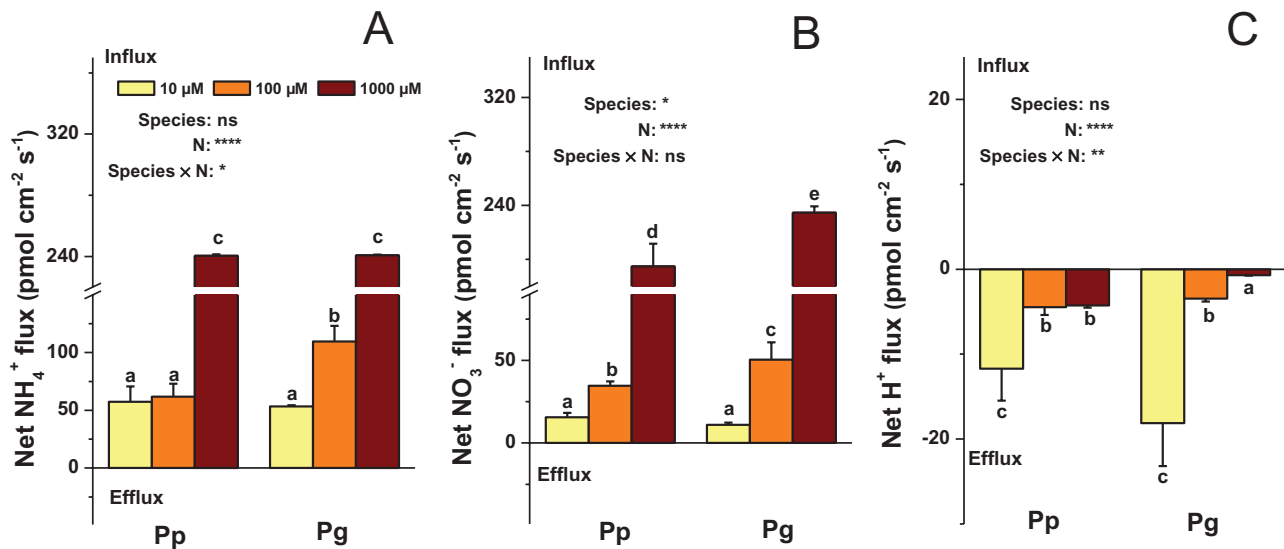 A
Influx
10 µM 100 µM 1000 µM
Species: ns
N: ****
Species × N: *
Net NH4+ flux (pmol cm-2 s-1)
320
240
100
50
0
a
a
c
a
b
c
Efflux
Pp
Pg
B
Influx
Species: *
N: ****
Species × N: ns
Net NO3- flux (pmol cm-2 s-1)
320
240
50
0
a
b
d
a
c
e
Efflux
Pp
Pg
C
Influx
Species: ns
N: ****
Species × N: **
Net H+ flux (pmol cm-2 s-1)
20
0
-20
c
b
b
c
b
a
Efflux
Pp
Pg